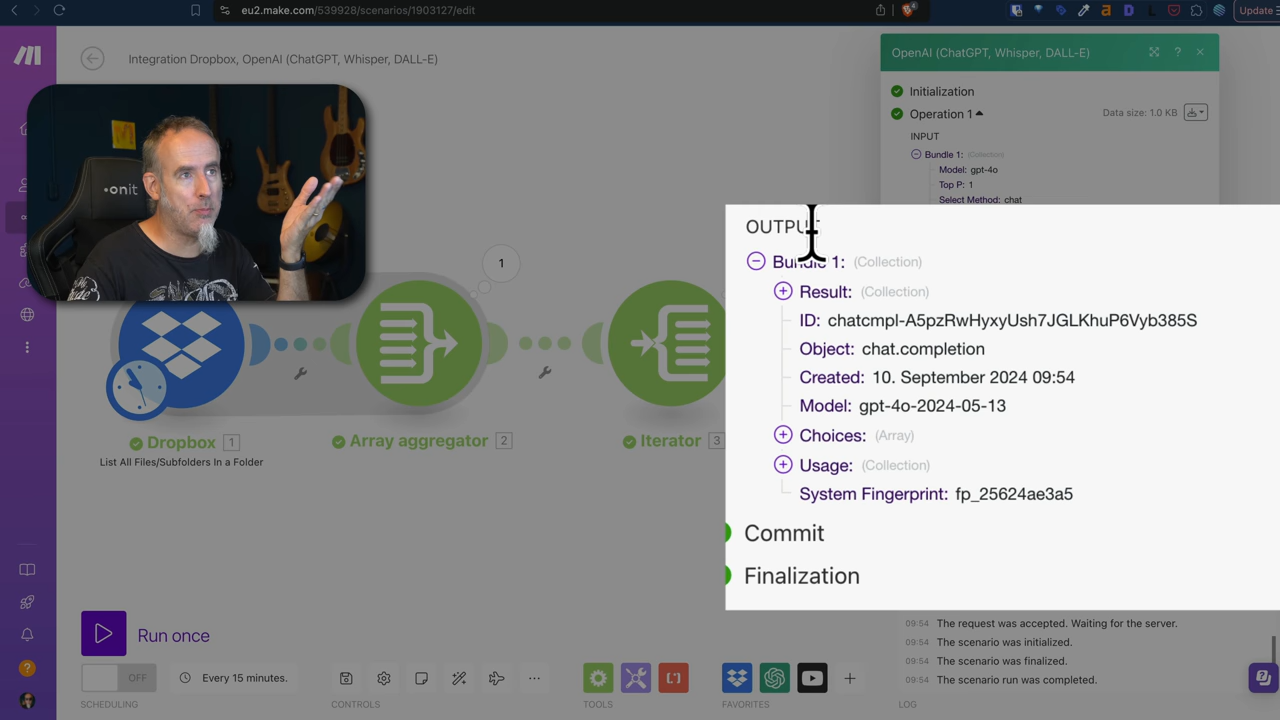 eu2.make.com/539928/scenarios/1903127/edit
Update
Integration Dropbox, OpenAI (ChatGPT, Whisper, DALL-E)
OpenAI (ChatGPT, Whisper, DALL-E)
?
Initialization
Operation 1
Data size: 1.0 KB
INPUT
Bundle 1: (Collection)
Model: gpt-4o
Top P: 1
Select Method: chat
onit
OUTPUT
Bundle 1: (Collection)
Result: (Collection)
ID: chatcmpl-A5pzRwHyxyUsh7JGLKhuP6Vyb385S
Object: chat.completion
Created: 10. September 2024 09:54
Model: gpt-4o-2024-05-13
Choices: (Array)
Usage: (Collection)
System Fingerprint: fp_25624ae3a5
Commit
Finalization
1
Dropbox 1
List All Files/Subfolders In a Folder
Array aggregator 2
Iterator 3
Run once
OFF
Every 15 minutes.
SCHEDULING
CONTROLS
TOOLS
FAVORITES
09:54 The request was accepted. Waiting for the server.
09:54 The scenario was initialized.
09:54 The scenario was finalized.
09:54 The scenario run was completed.
LOG